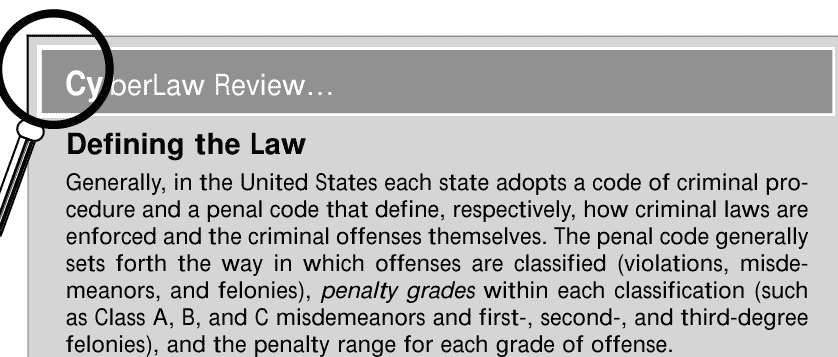 CyberLaw Review...
Defining the Law
Generally, in the United States each state adopts a code of criminal pro-
cedure and a penal code that define, respectively, how criminal laws are
enforced and the criminal offenses themselves. The penal code generally
sets forth the way in which offenses are classified (violations, misde-
meanors, and felonies), penalty grades within each classification (such
as Class A, B, and C misdemeanors and first-, second-, and third-degree
felonies), and the penalty range for each grade of offense.